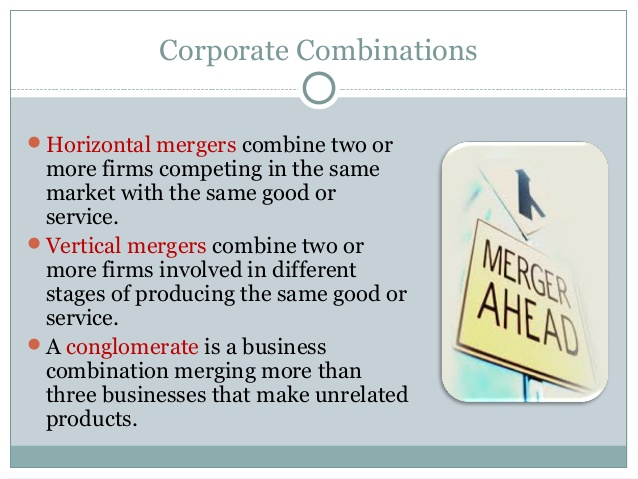 Corporate Combinations
Horizontal mergers combine two or
more firms competing in the same
market with the same good or
service.
Vertical mergers combine two or
more firms involved in different
stages of producing the same good or
service.
A conglomerate is a business
combination merging more than
three businesses that make unrelated
products.
MERGER
AHEAD